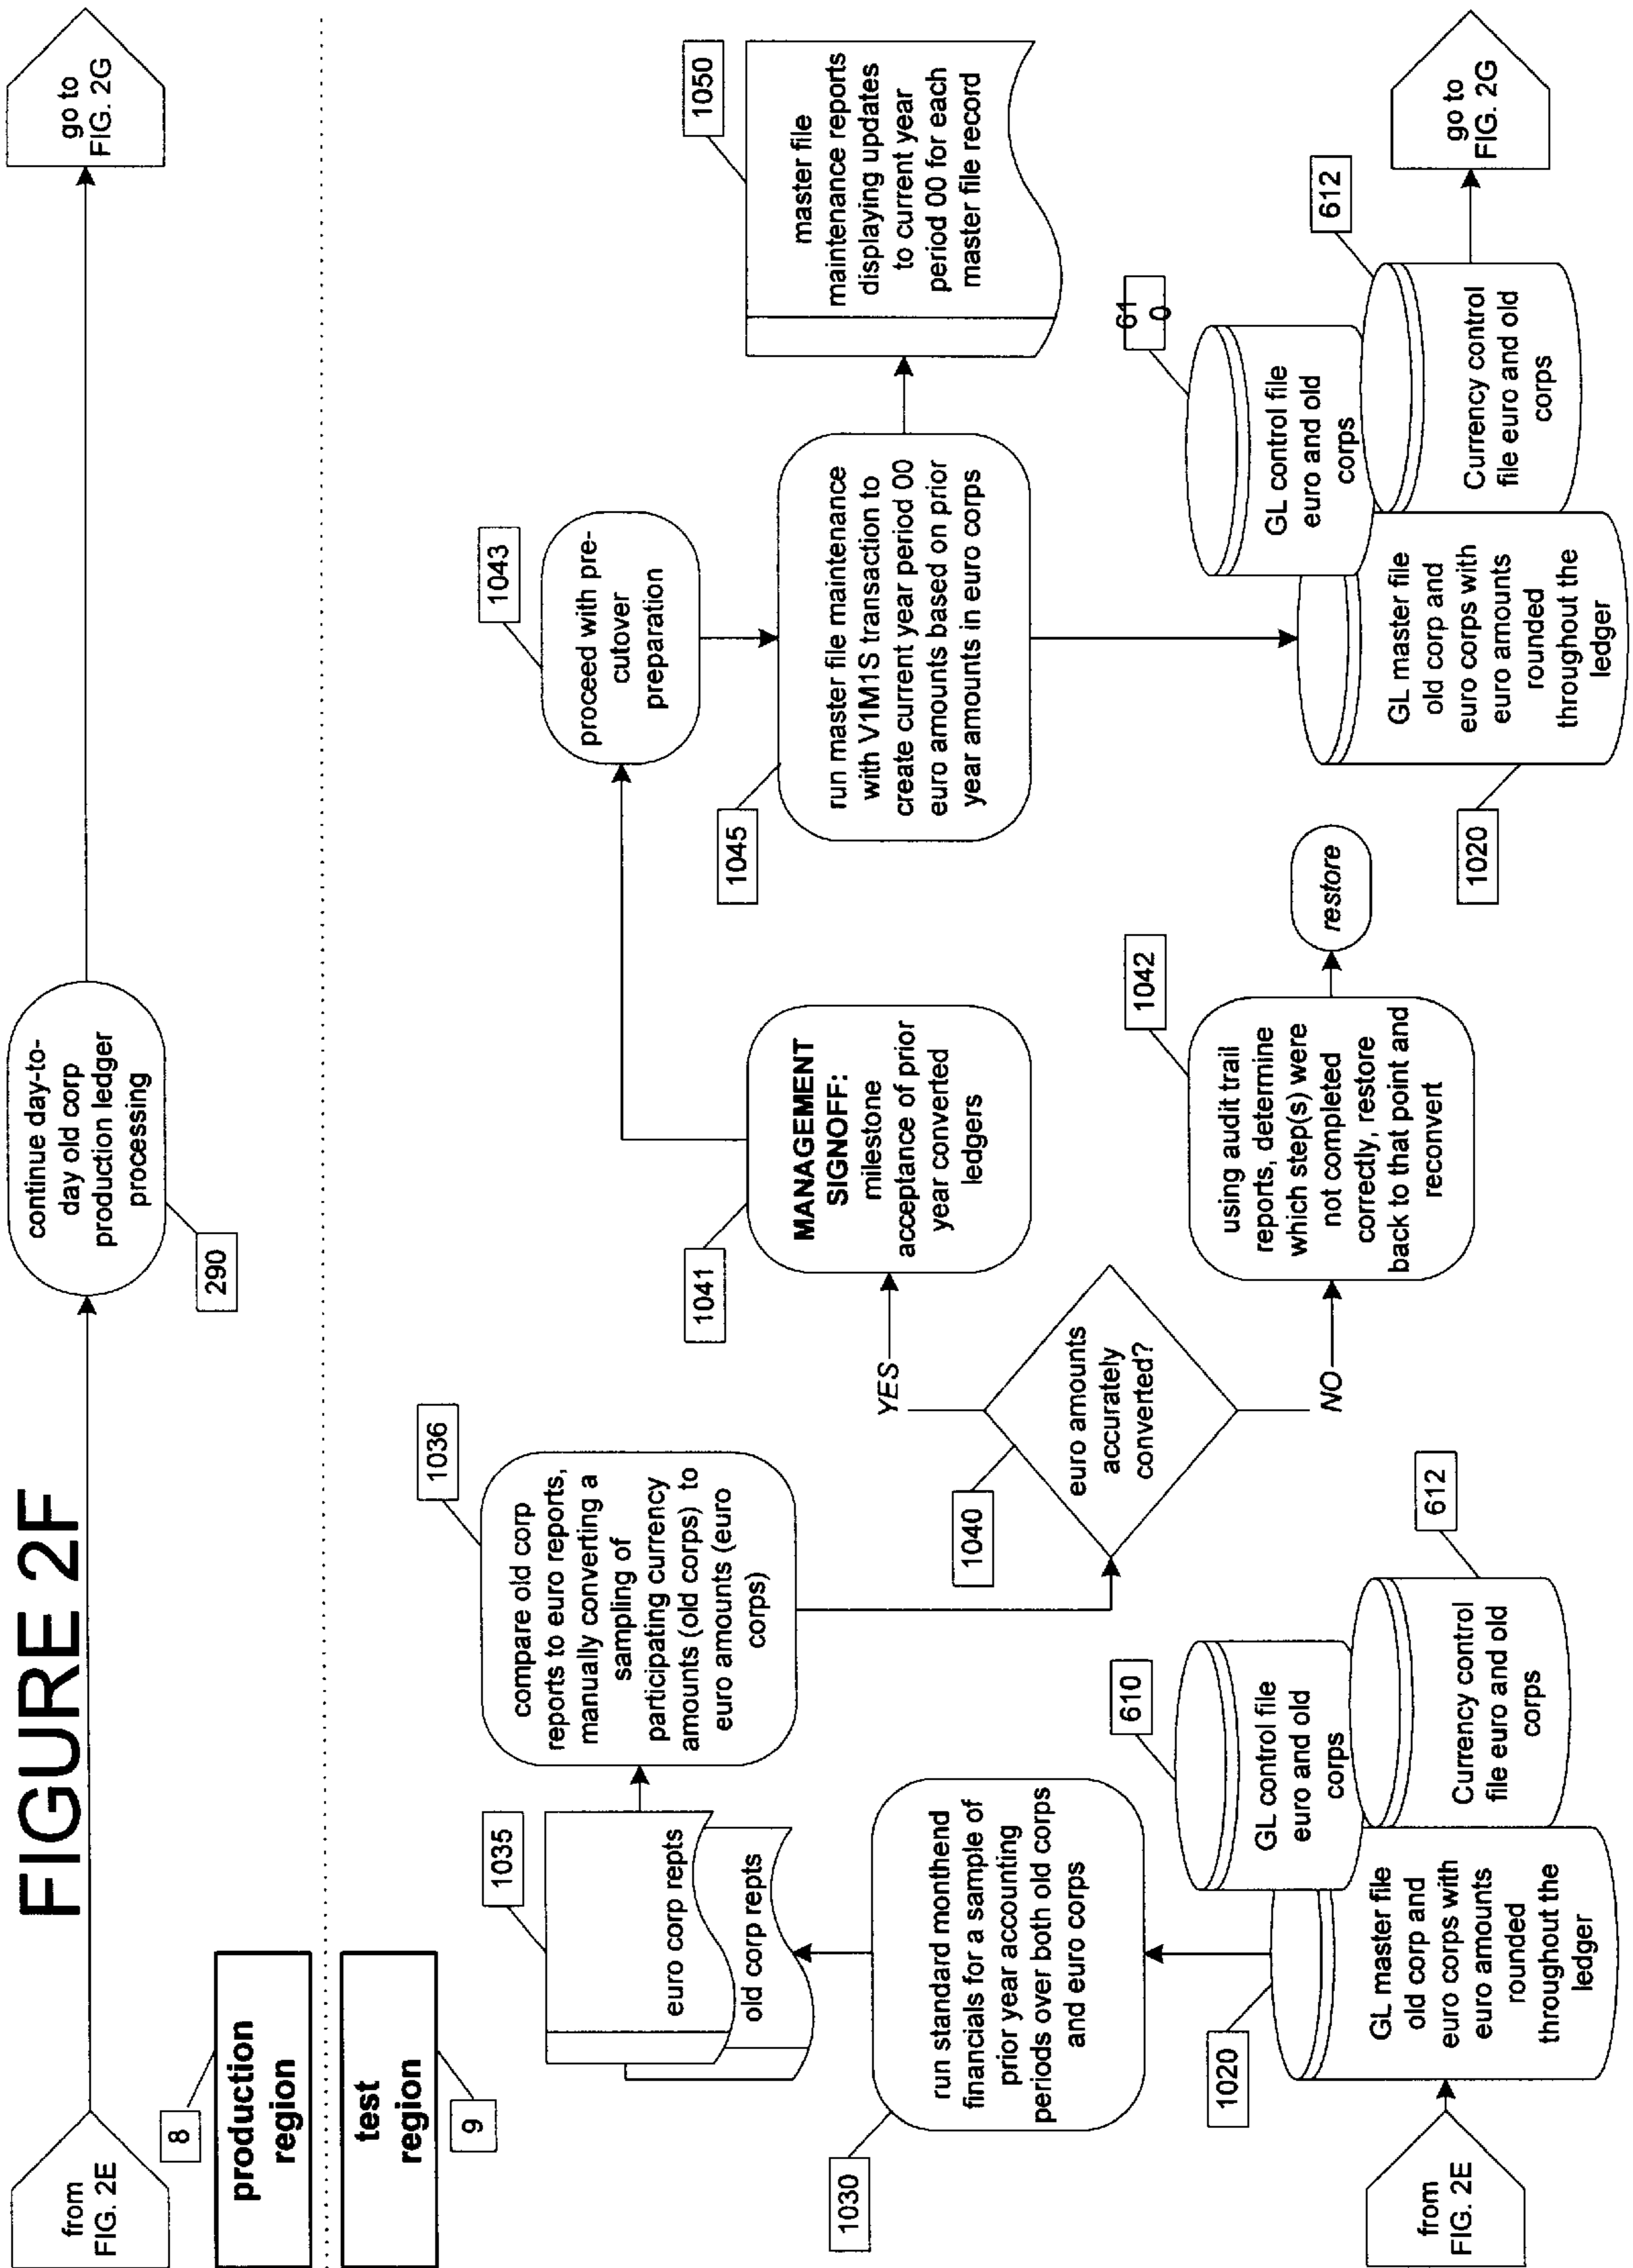 FIGURE 2F
from
FIG. 2E
continue day-to-
day old corp
production ledger
processing
290
go to
FIG. 2G
8
production
region
test
region
9
from
FIG. 2E
GL master file
old corp and
euro corps with
euro amounts
rounded
throughout the
ledger
1020
GL control file
euro and old
corps
610
Currency control
file euro and old
corps
612
1030
run standard monthend
financials for a sample of
prior year accounting
periods over both old corps
and euro corps
1035
euro corp repts
old corp repts
1036
compare old corp
reports to euro reports,
manually converting a
sampling of
participating currency
amounts (old corps) to
euro amounts (euro
corps)
1040
euro amounts
accurately
converted?
YES
NO
1041
MANAGEMENT
SIGNOFF:
milestone
acceptance of prior
year converted
ledgers
1042
using audit trail
reports, determine
which step(s) were
not completed
correctly, restore
back to that point and
reconvert
restore
1043
proceed with pre-
cutover
preparation
1045
run master file maintenance
with V1M1S transaction to
create current year period 00
euro amounts based on prior
year amounts in euro corps
1050
master file
maintenance reports
displaying updates
to current year
period 00 for each
master file record
61
0
GL control file
euro and old
corps
612
Currency control
file euro and old
corps
GL master file
old corp and
euro corps with
euro amounts
rounded
throughout the
ledger
1020
go to
FIG. 2G